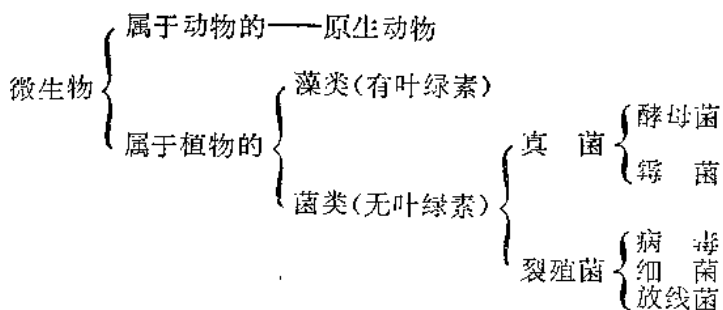 微生物
属于动物的——原生动物
属于植物的
藻类(有叶绿素)
菌类(无叶绿素)
真 菌
酵母菌
霉 菌
裂殖菌
病 毒
细 菌
放线菌